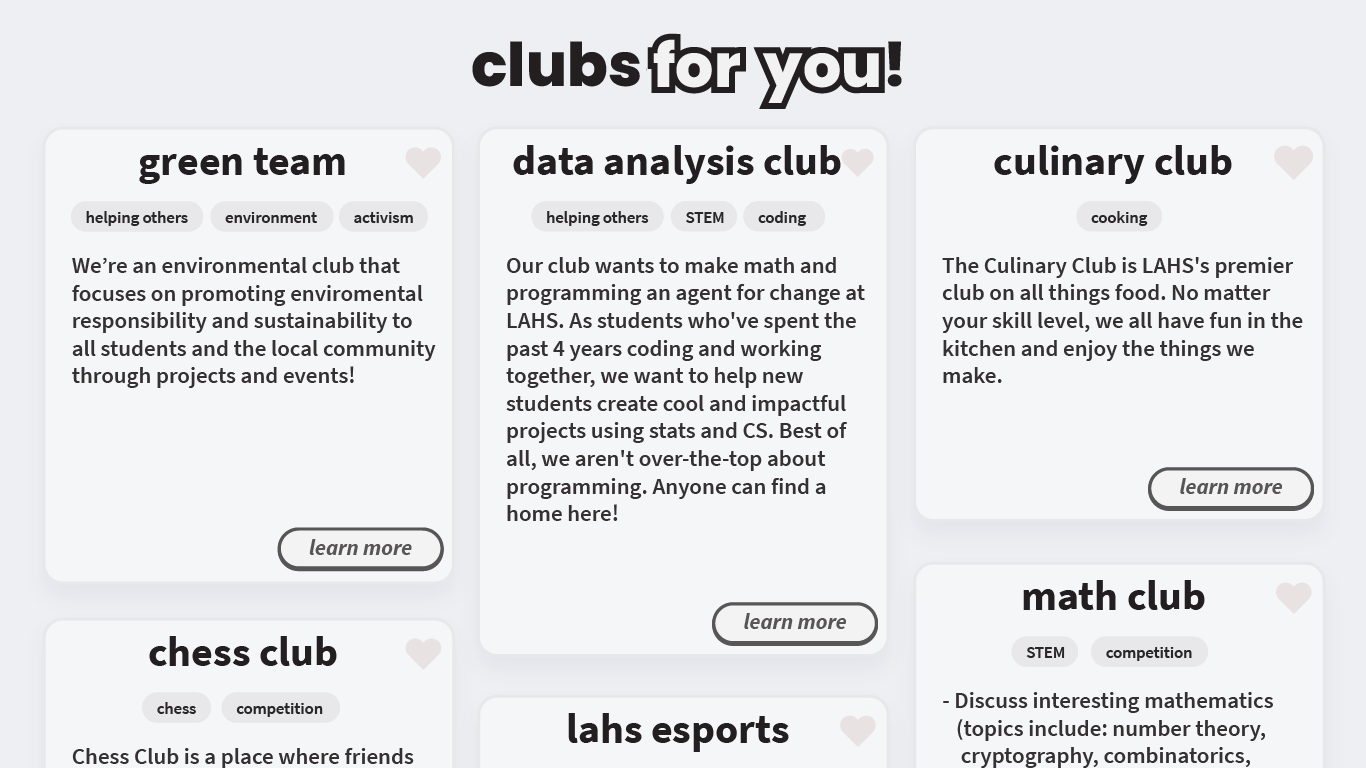 clubs for you!
green team
helping others environment activism
We’re an environmental club that
focuses on promoting enviromental
responsibility and sustainability to
all students and the local community
through projects and events!
learn more
data analysis club
helping others STEM coding
Our club wants to make math and
programming an agent for change at
LAHS. As students who've spent the
past 4 years coding and working
together, we want to help new
students create cool and impactful
projects using stats and CS. Best of
all, we aren't over-the-top about
programming. Anyone can find a
home here!
learn more
culinary club
cooking
The Culinary Club is LAHS's premier
club on all things food. No matter
your skill level, we all have fun in the
kitchen and enjoy the things we
make.
learn more
chess club
chess competition
Chess Club is a place where friends
lahs esports
math club
STEM competition
- Discuss interesting mathematics
(topics include: number theory,
cryptography, combinatorics,